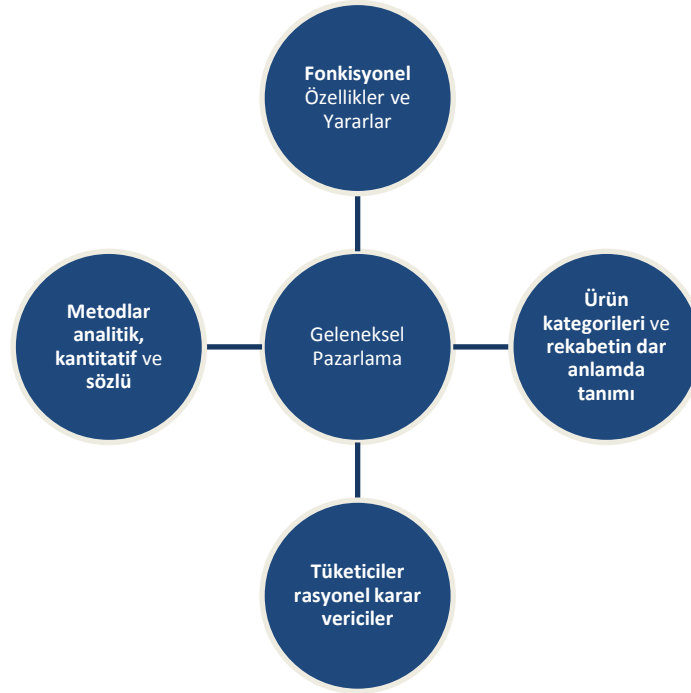 Fonkisyonel
Özellikler ve
Yararlar
Metodlar
analitik,
kantitatif ve
sözlü
Geleneksel
Pazarlama
Ürün
kategorileri ve
rekabetin dar
anlamda
tanımı
Tüketiciler
rasyonel karar
vericiler